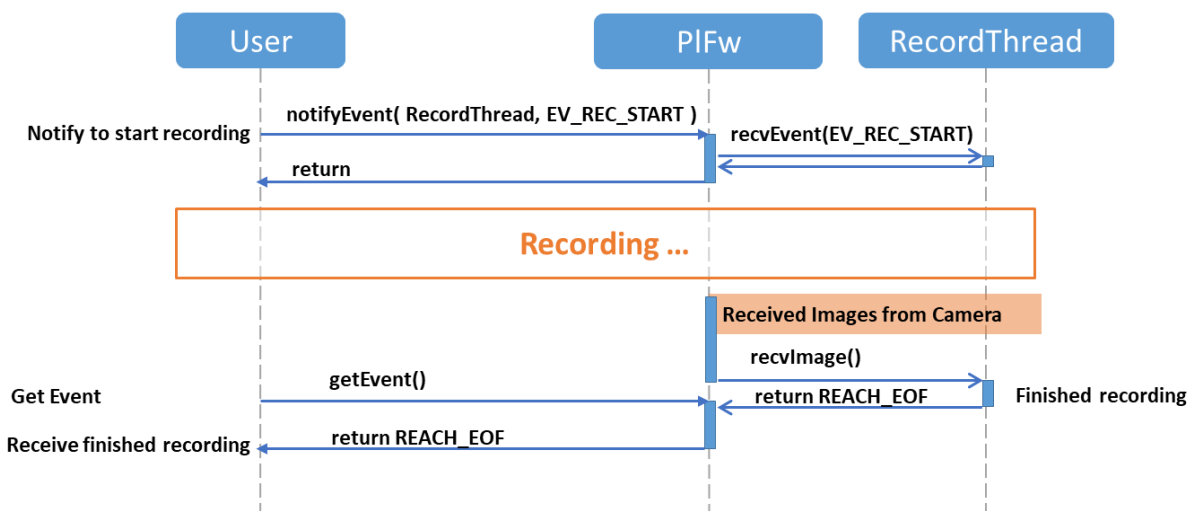 User
PlFw
RecordThread
notifyEvent( RecordThread, EV_REC_START )
Notify to start recording
recvEvent(EV_REC_START)
return
Recording ...
Received Images from Camera
recvImage()
getEvent()
Get Event
return REACH_EOF
Finished recording
Receive finished recording
return REACH_EOF